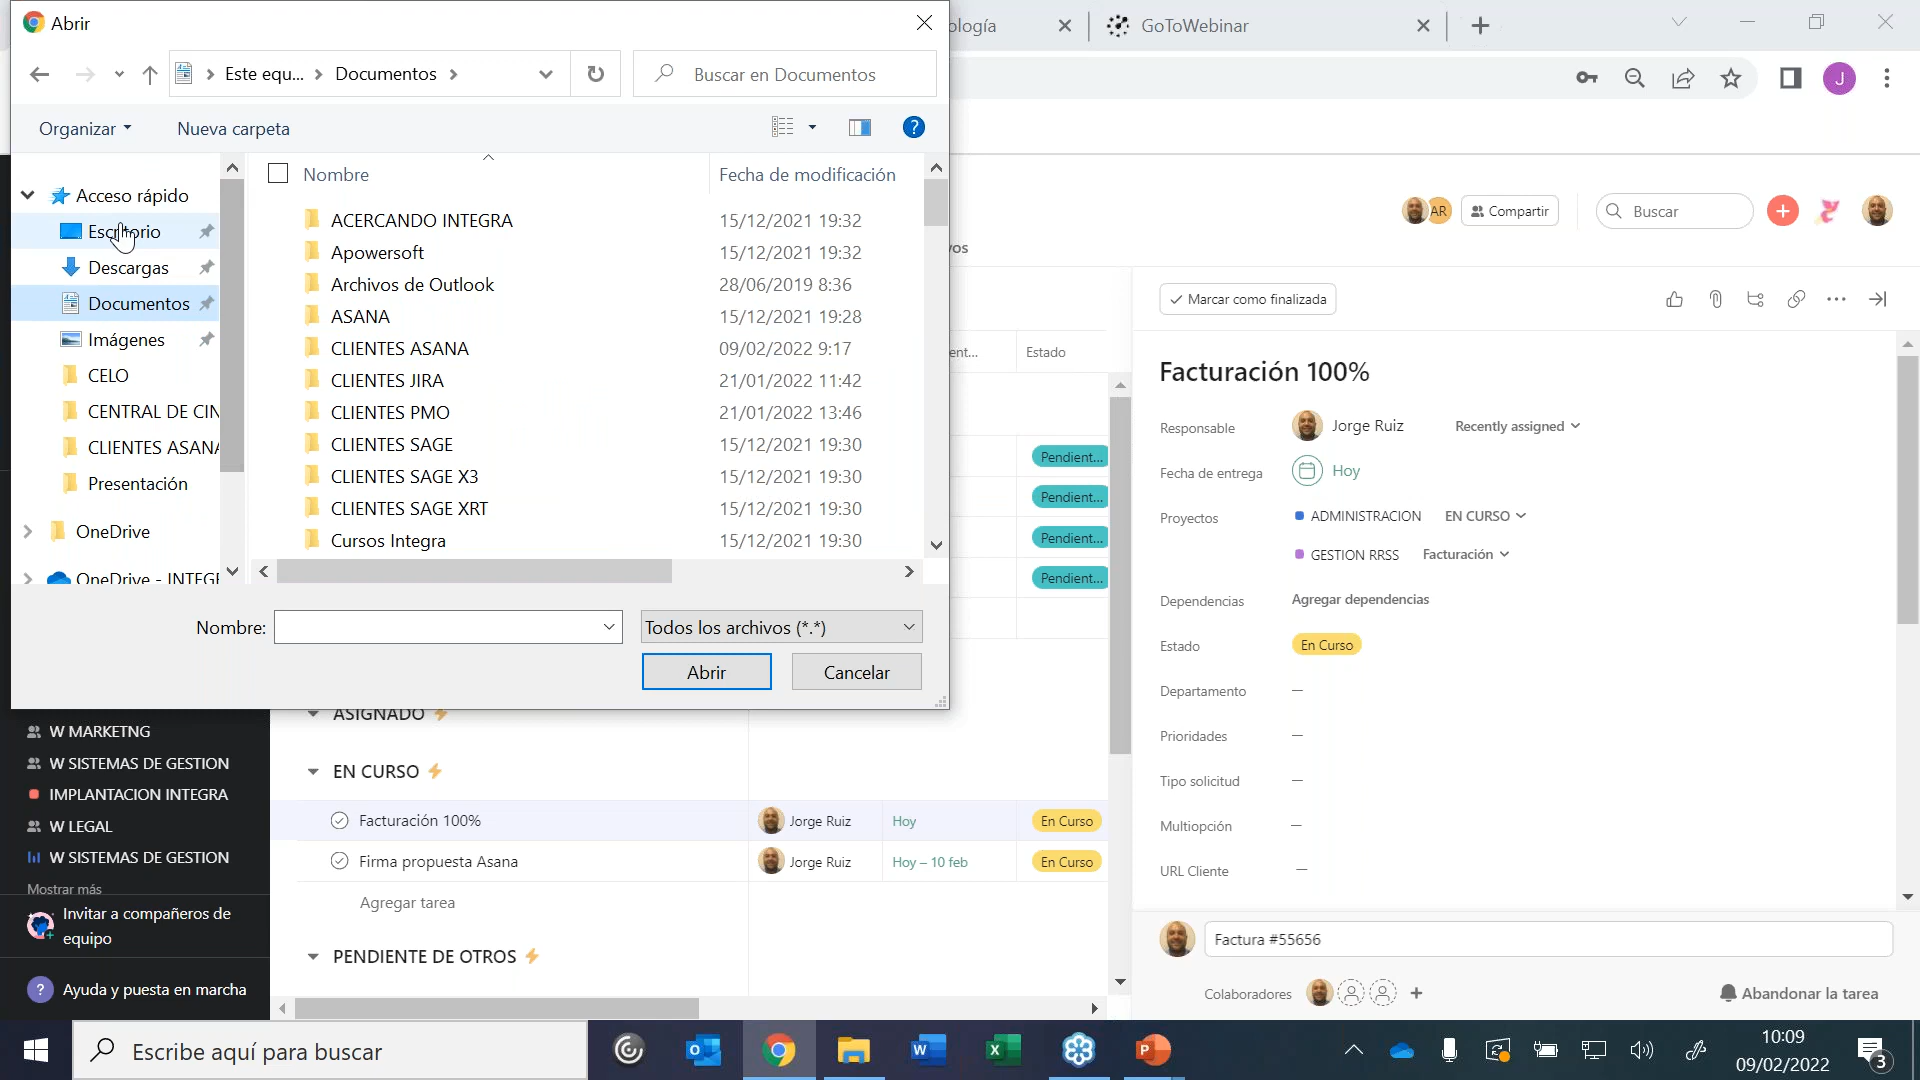 Abrir
ología
GoToWebinar
Este equ...
Documentos
Buscar en Documentos
J
Organizar
Nueva carpeta
?
Nombre
Fecha de modificación
Acceso rápido
Escritorio
Descargas
Documentos
Imágenes
CELO
CENTRAL DE CIN
CLIENTES ASANA
Presentación
OneDrive
OneDrive - INTEGR
ACERCANDO INTEGRA 15/12/2021 19:32
Apowersoft 15/12/2021 19:32
Archivos de Outlook 28/06/2019 8:36
ASANA 15/12/2021 19:28
CLIENTES ASANA 09/02/2022 9:17
CLIENTES JIRA 21/01/2022 11:42
CLIENTES PMO 21/01/2022 13:46
CLIENTES SAGE 15/12/2021 19:30
CLIENTES SAGE X3 15/12/2021 19:30
CLIENTES SAGE XRT 15/12/2021 19:30
Cursos Integra 15/12/2021 19:30
Nombre:
Todos los archivos (*.*)
Abrir
Cancelar
AR
Compartir
Buscar
vos
ent...
Estado
Pendient...
Pendient...
Pendient...
Pendient...
W MARKETNG
W SISTEMAS DE GESTION
IMPLANTACION INTEGRA
W LEGAL
W SISTEMAS DE GESTION
Mostrar más
Invitar a compañeros de
equipo
? Ayuda y puesta en marcha
ASIGNADO
EN CURSO
Facturación 100% Jorge Ruiz Hoy En Curso
Firma propuesta Asana Jorge Ruiz Hoy – 10 feb En Curso
Agregar tarea
PENDIENTE DE OTROS
Marcar como finalizada
Facturación 100%
Responsable Jorge Ruiz Recently assigned
Fecha de entrega Hoy
Proyectos ADMINISTRACION EN CURSO
GESTION RRSS Facturación
Dependencias Agregar dependencias
Estado En Curso
Departamento —
Prioridades —
Tipo solicitud —
Multiopción —
URL Cliente —
Factura #55656
Colaboradores
Abandonar la tarea
Escribe aquí para buscar
10:09
09/02/2022
3